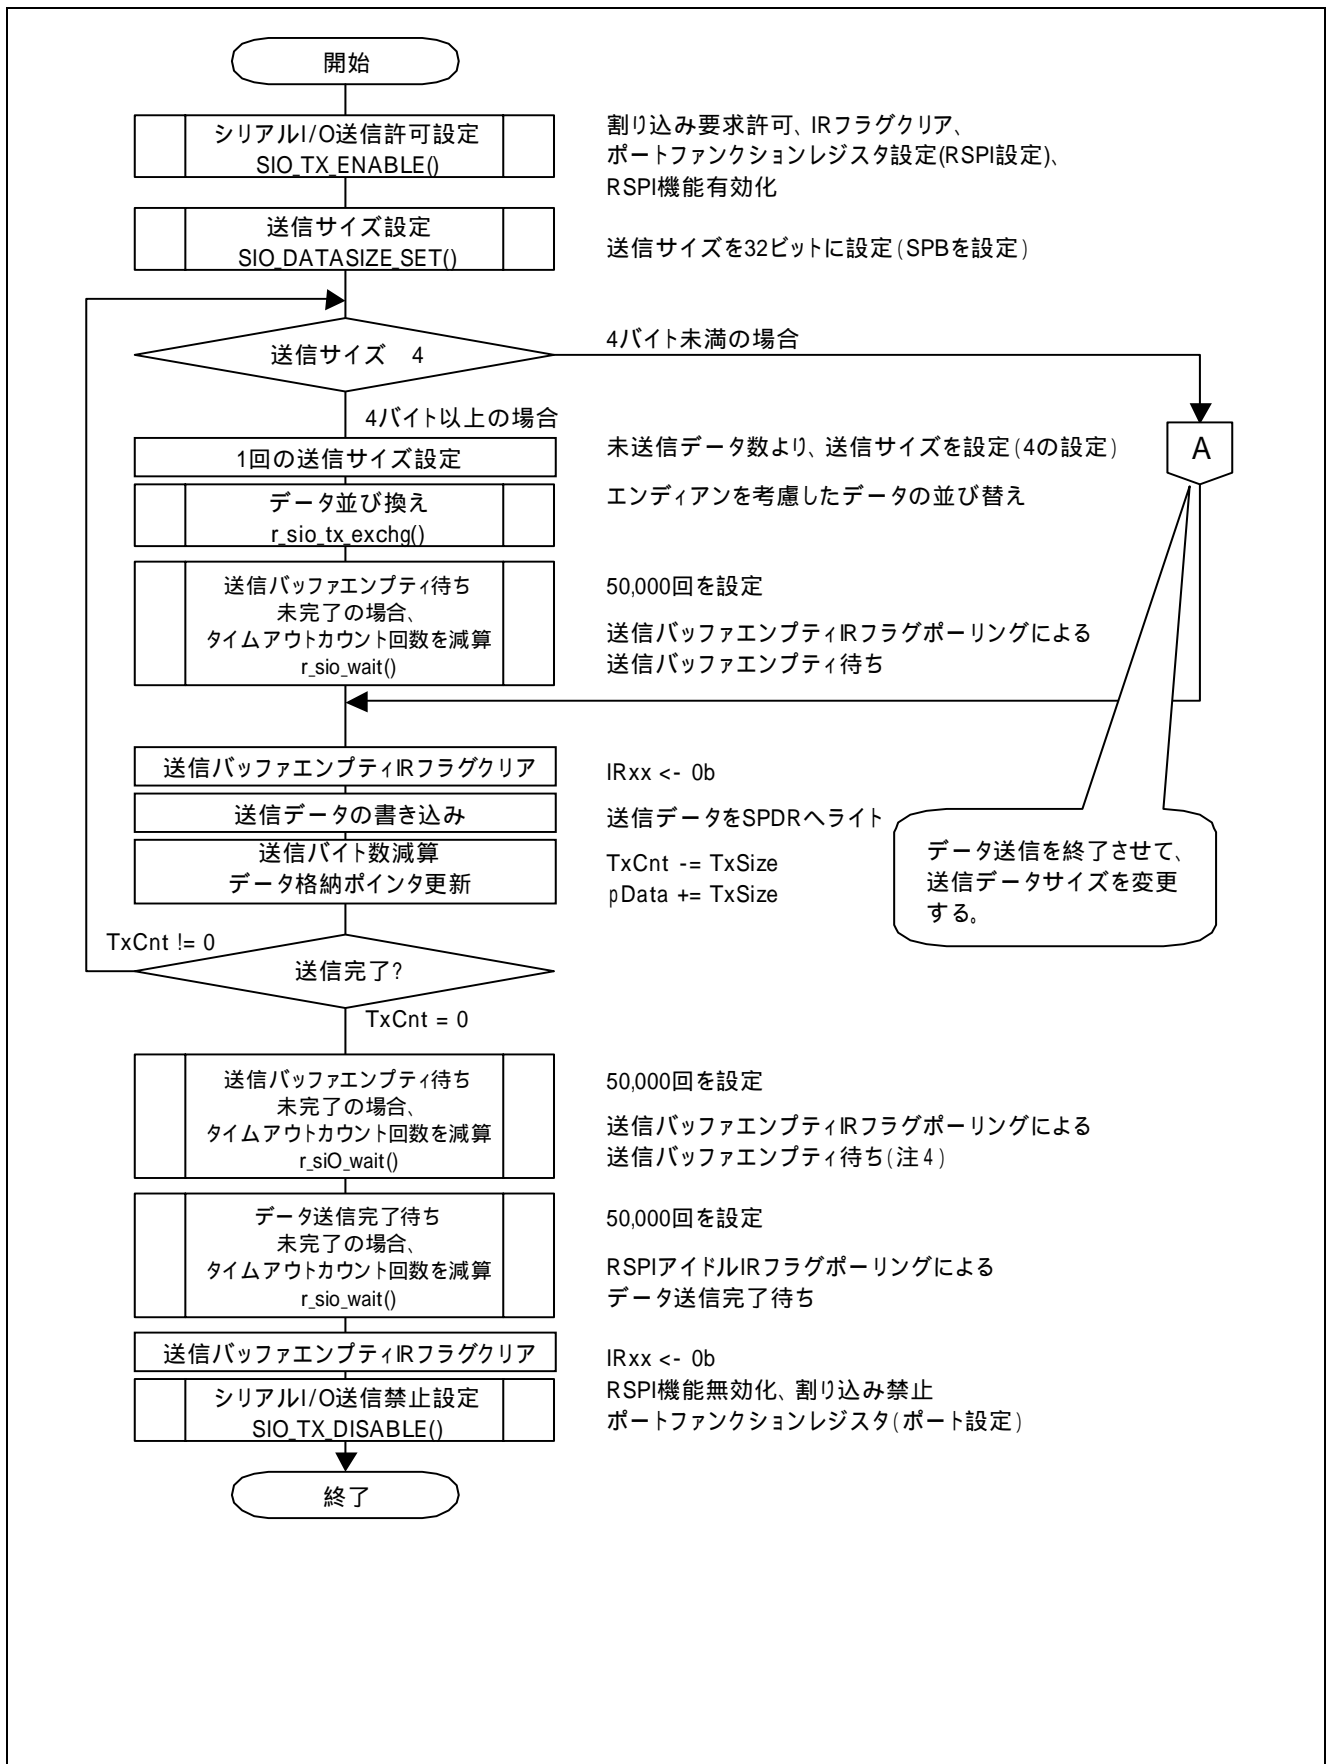 開始
シリアルI/O送信許可設定
SIO_TX_ENABLE()
割り込み要求許可、IRフラグクリア、
ポートファンクションレジスタ設定(RSPI設定)、
RSPI機能有効化
送信サイズ設定
SIO_DATASIZE_SET()
送信サイズを32ビットに設定(SPBを設定)
送信サイズ 4
4バイト未満の場合
4バイト以上の場合
A
1回の送信サイズ設定
未送信データ数より、送信サイズを設定(4の設定)
データ並び換え
r_sio_tx_exchg()
エンディアンを考慮したデータの並び替え
送信バッファエンプティ待ち
未完了の場合、
タイムアウトカウント回数を減算
r_sio_wait()
50,000回を設定
送信バッファエンプティIRフラグポーリングによる
送信バッファエンプティ待ち
送信バッファエンプティIRフラグクリア
IRxx <- 0b
送信データの書き込み
送信データをSPDRへライト
送信バイト数減算
データ格納ポインタ更新
TxCnt -= TxSize
pData += TxSize
データ送信を終了させて、
送信データサイズを変更
する。
TxCnt != 0
送信完了?
TxCnt = 0
送信バッファエンプティ待ち
未完了の場合、
タイムアウトカウント回数を減算
r_siO_wait()
50,000回を設定
送信バッファエンプティIRフラグポーリングによる
送信バッファエンプティ待ち(注4)
データ送信完了待ち
未完了の場合、
タイムアウトカウント回数を減算
r_sio_wait()
50,000回を設定
RSPIアイドルIRフラグポーリングによる
データ送信完了待ち
送信バッファエンプティIRフラグクリア
IRxx <- 0b
シリアルI/O送信禁止設定
SIO_TX_DISABLE()
RSPI機能無効化、割り込み禁止
ポートファンクションレジスタ(ポート設定)
終了